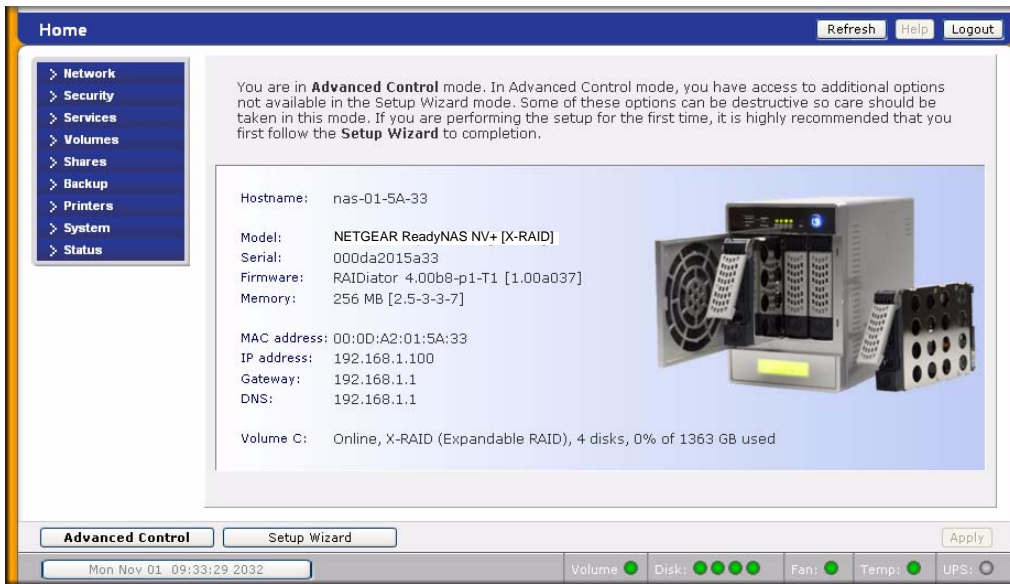 Home
Refresh
Help
Logout
Network
Security
Services
Volumes
Shares
Backup
Printers
System
Status
You are in Advanced Control mode. In Advanced Control mode, you have access to additional options
not available in the Setup Wizard mode. Some of these options can be destructive so care should be
taken in this mode. If you are performing the setup for the first time, it is highly recommended that you
first follow the Setup Wizard to completion.
Hostname: nas-01-5A-33
Model: NETGEAR ReadyNAS NV+ [X-RAID]
Serial: 000da2015a33
Firmware: RAIDiator 4.00b8-p1-T1 [1.00a037]
Memory: 256 MB [2.5-3-3-7]
MAC address: 00:0D:A2:01:5A:33
IP address: 192.168.1.100
Gateway: 192.168.1.1
DNS: 192.168.1.1
Volume C: Online, X-RAID (Expandable RAID), 4 disks, 0% of 1363 GB used
Advanced Control
Setup Wizard
Apply
Mon Nov 01 09:33:29 2032
Volume
Disk:
Fan:
Temp:
UPS: